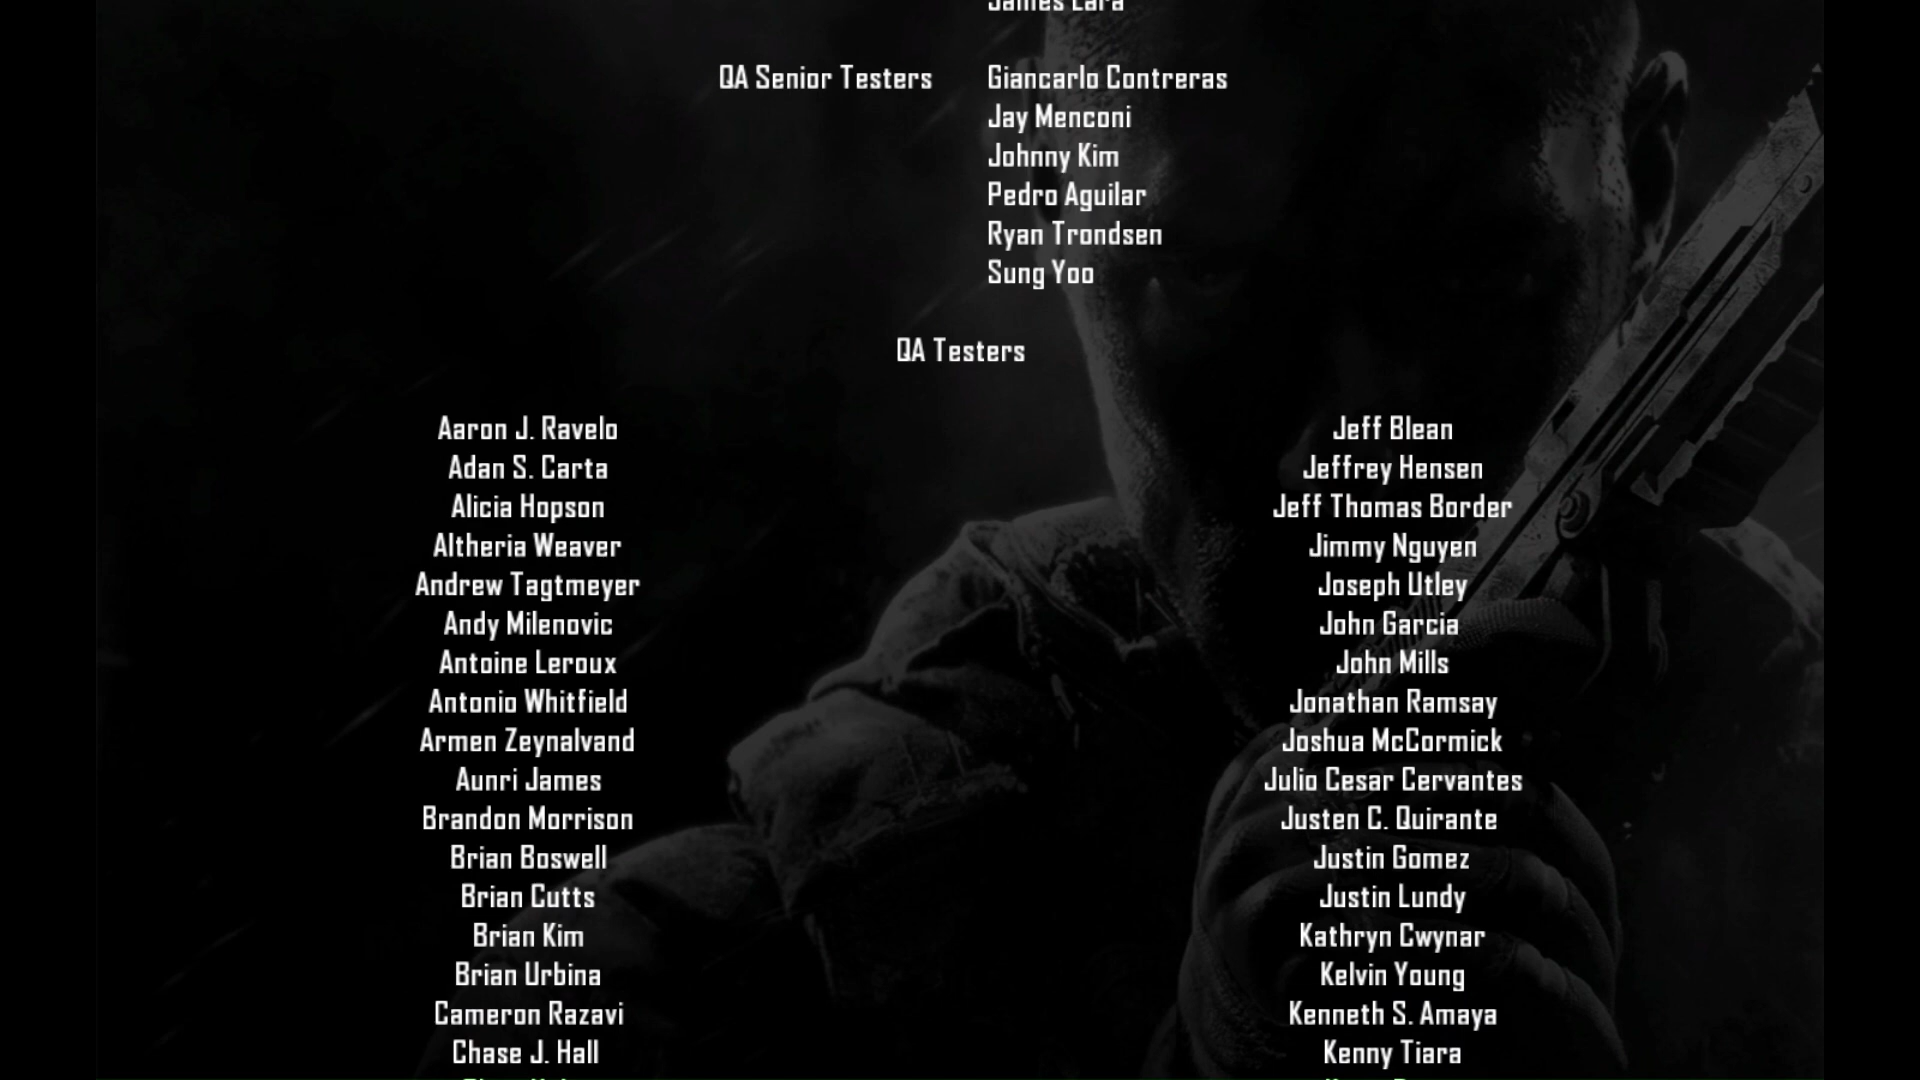 James Lara
QA Senior Testers Giancarlo Contreras
Jay Menconi
Johnny Kim
Pedro Aguilar
Ryan Trondsen
Sung Yoo
QA Testers
Aaron J. Ravelo Jeff Blean
Adan S. Carta Jeffrey Hensen
Alicia Hopson Jeff Thomas Border
Altheria Weaver Jimmy Nguyen
Andrew Tagtmeyer Joseph Utley
Andy Milenovic John Garcia
Antoine Leroux John Mills
Antonio Whitfield Jonathan Ramsay
Armen Zeynalvand Joshua McCormick
Aunri James Julio Cesar Cervantes
Brandon Morrison Justen C. Quirante
Brian Boswell Justin Gomez
Brian Cutts Justin Lundy
Brian Kim Kathryn Cwynar
Brian Urbina Kelvin Young
Cameron Razavi Kenneth S. Amaya
Chase J. Hall Kenny Tiara